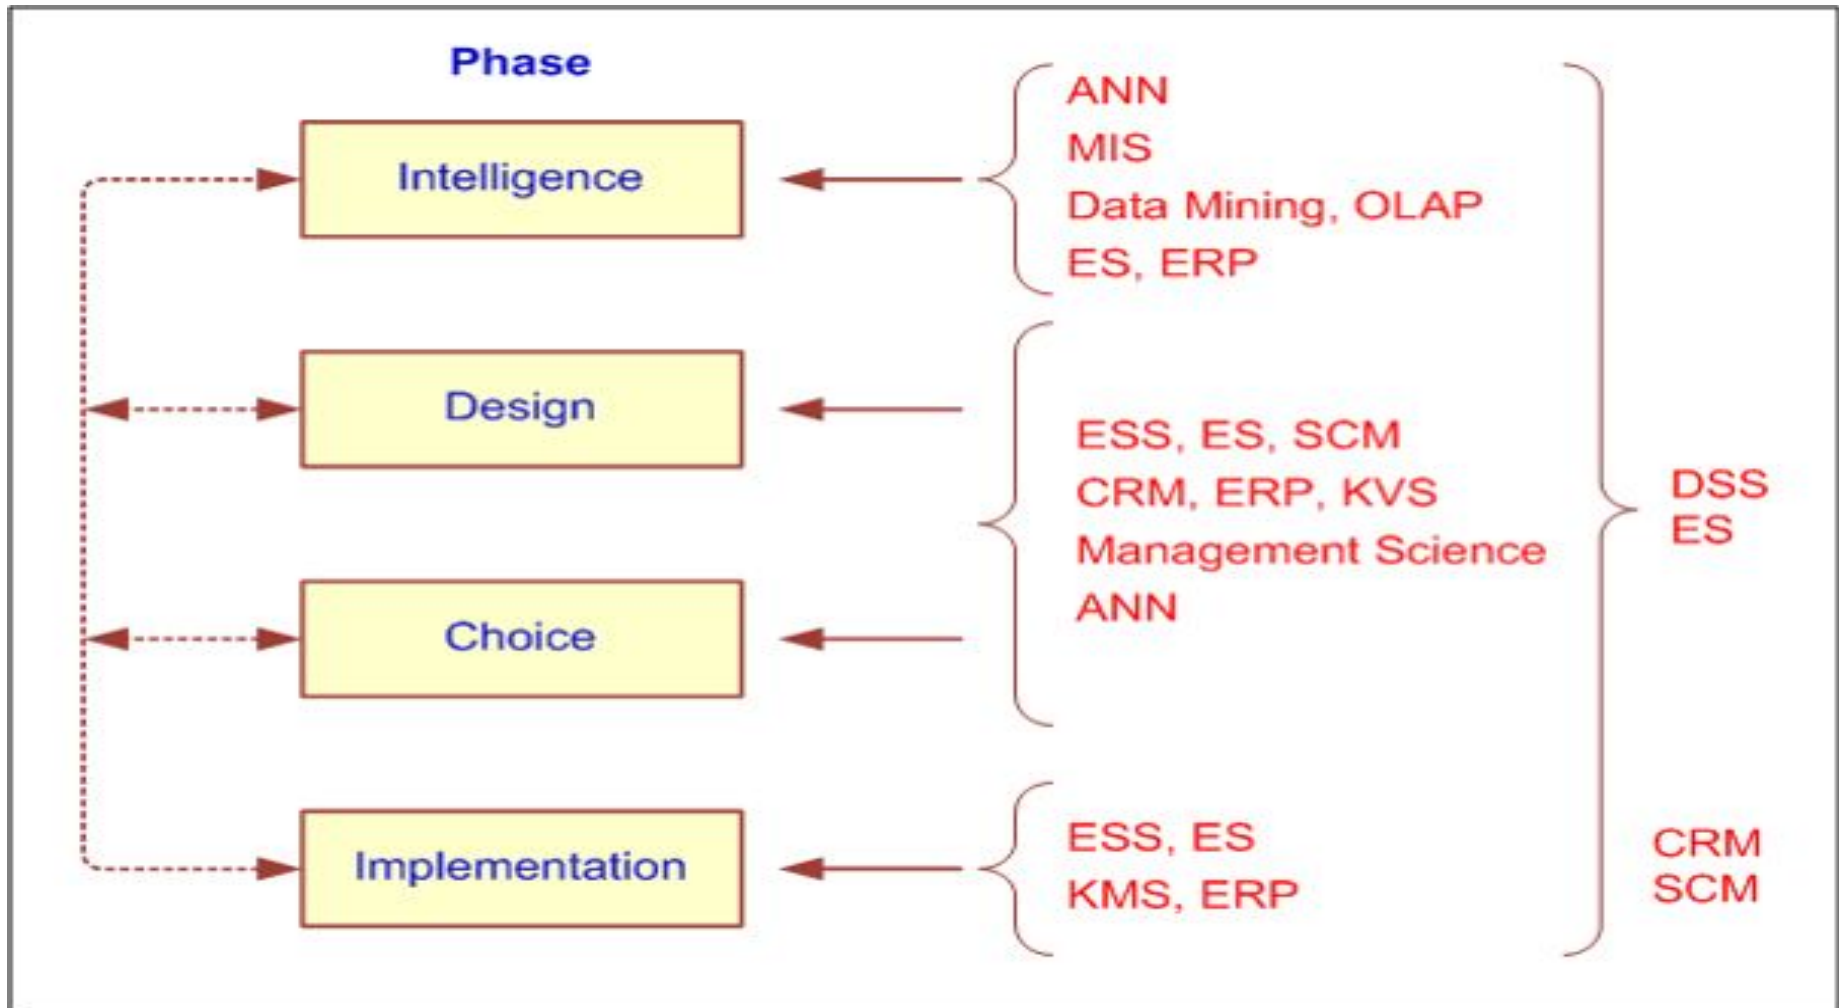 Phase
Intelligence
ANN
MIS
Data Mining, OLAP
ES, ERP
Design
Choice
ESS, ES, SCM
CRM, ERP, KVS
Management Science
ANN
Implementation
ESS, ES
KMS, ERP
DSS
ES
CRM
SCM